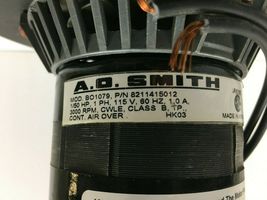 A.O. SMITH
MOD. BO1079, P/N 8211415012
1/50 HP, 1 PH, 115 V, 60 HZ, 1.0 A.
3000 RPM, CWLE, CLASS B, TP.,
CONT. AIR OVER HK03
MADE IN